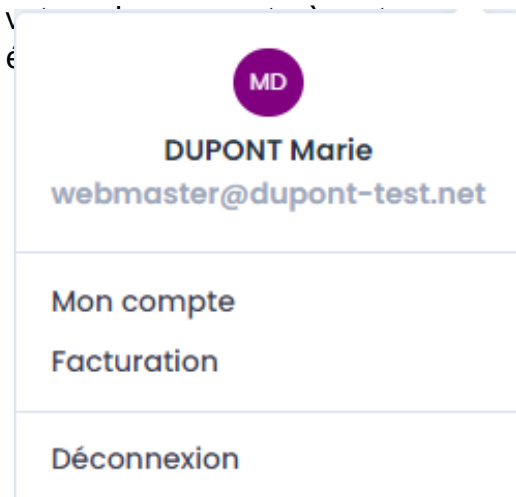 MD
DUPONT Marie
webmaster@dupont-test.net
Mon compte
Facturation
Déconnexion